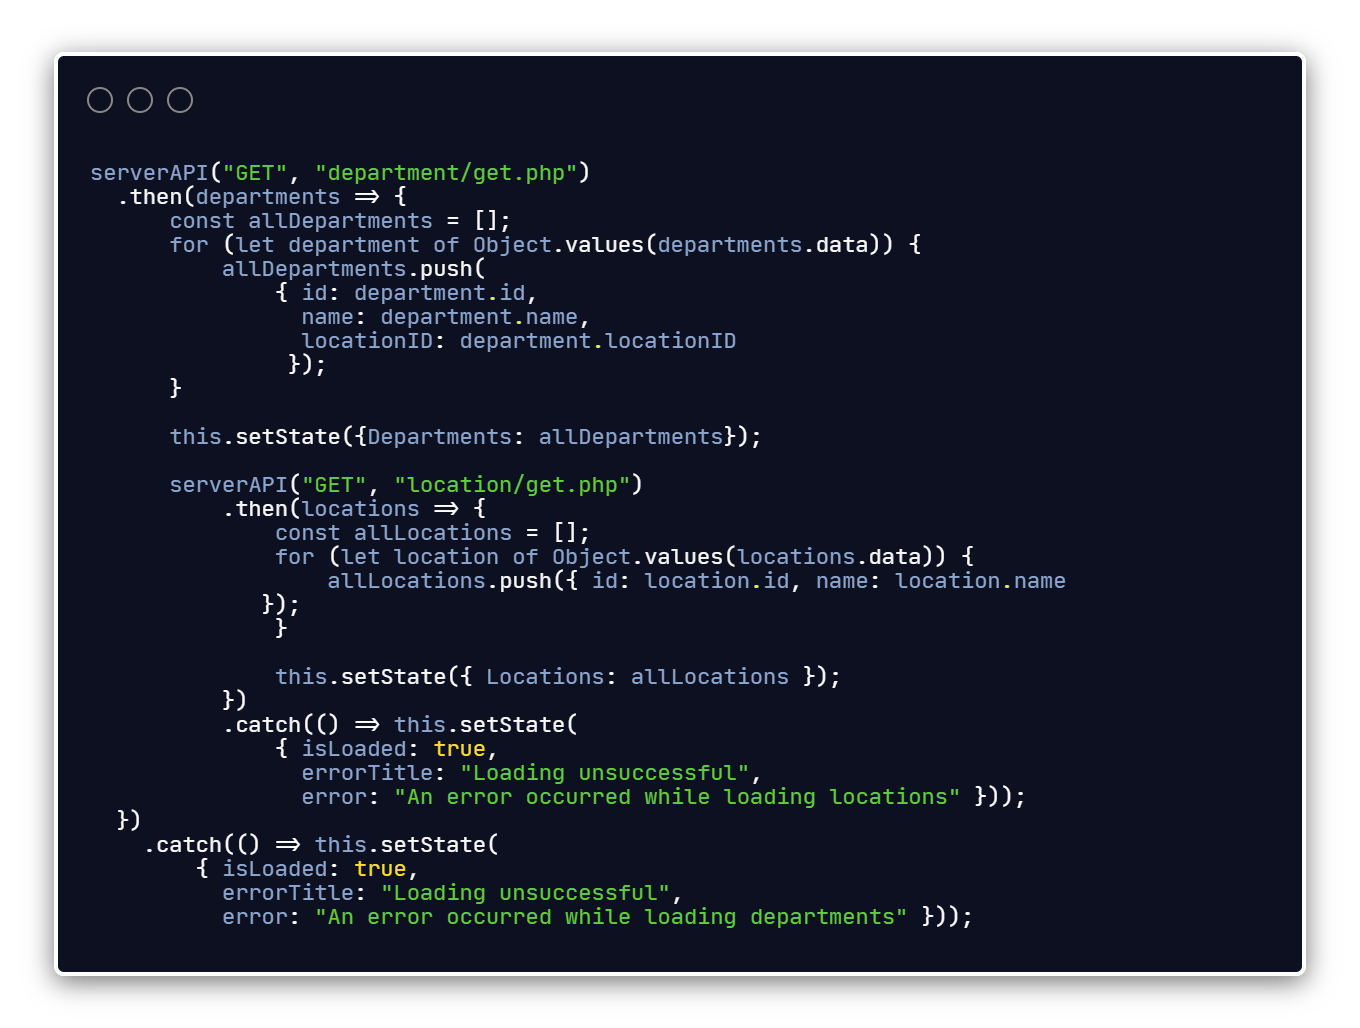 serverAPI("GET", "department/get.php")
  .then(departments => {
      const allDepartments = [];
      for (let department of Object.values(departments.data)) {
          allDepartments.push(
              { id: department.id,
                name: department.name,
                locationID: department.locationID
               });
      }

      this.setState({Departments: allDepartments});

      serverAPI("GET", "location/get.php")
          .then(locations => {
              const allLocations = [];
              for (let location of Object.values(locations.data)) {
                  allLocations.push({ id: location.id, name: location.name
             });
              }

              this.setState({ Locations: allLocations });
          })
          .catch(() => this.setState(
              { isLoaded: true,
                errorTitle: "Loading unsuccessful",
                error: "An error occurred while loading locations" }));
  })
    .catch(() => this.setState(
        { isLoaded: true,
          errorTitle: "Loading unsuccessful",
          error: "An error occurred while loading departments" }));